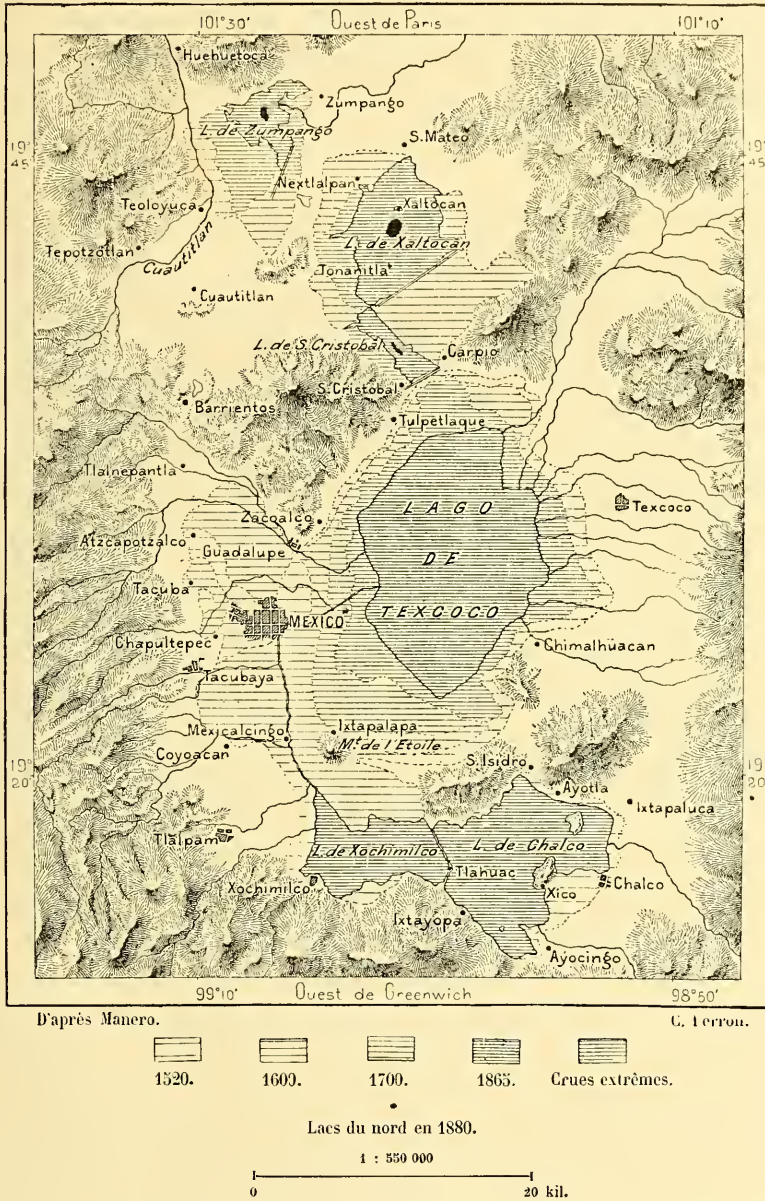 101°30' Ouest de Paris 101°10'
Huehuetoca
Zumpango
L. de Zumpango
19° 45'
S. Mateo
19° 45'
Nextlalpan
Xaltocan
Teoloyuca
L. de Xaltocan
Tepotzotlan
Cuautitlan
Tonanitla
Cuautitlan
L. de S. Cristobal
Carpio
S. Cristobal
Barrientos
Tulpetlaque
Tlalnepantla
LAGO
Texcoco
Zacoalco
Atzcapotzalco
Guadalupe
DE
Tacuba
TEXCOCO
MEXICO
Chapultepec
Chimalhuacan
Tacubaya
Mexicalcingo
Ixtapalapa
Coyoacan
Mt. de l'Etoile
S. Isidro
19° 20'
19° 20'
Ayotla
Ixtapaluca
Tlalpam
L. de Xochimilco
L. de Chalco
Tlahuac
Xochimilco
Xico
Chalco
Ixtayopa
Ayocingo
99°10' Ouest de Greenwich 98°50'
D'après Manero.
C. Perron.
1520. 1609. 1700. 1865. Crues extrêmes.
Lacs du nord en 1880.
1 : 550 000
0 20 kil.